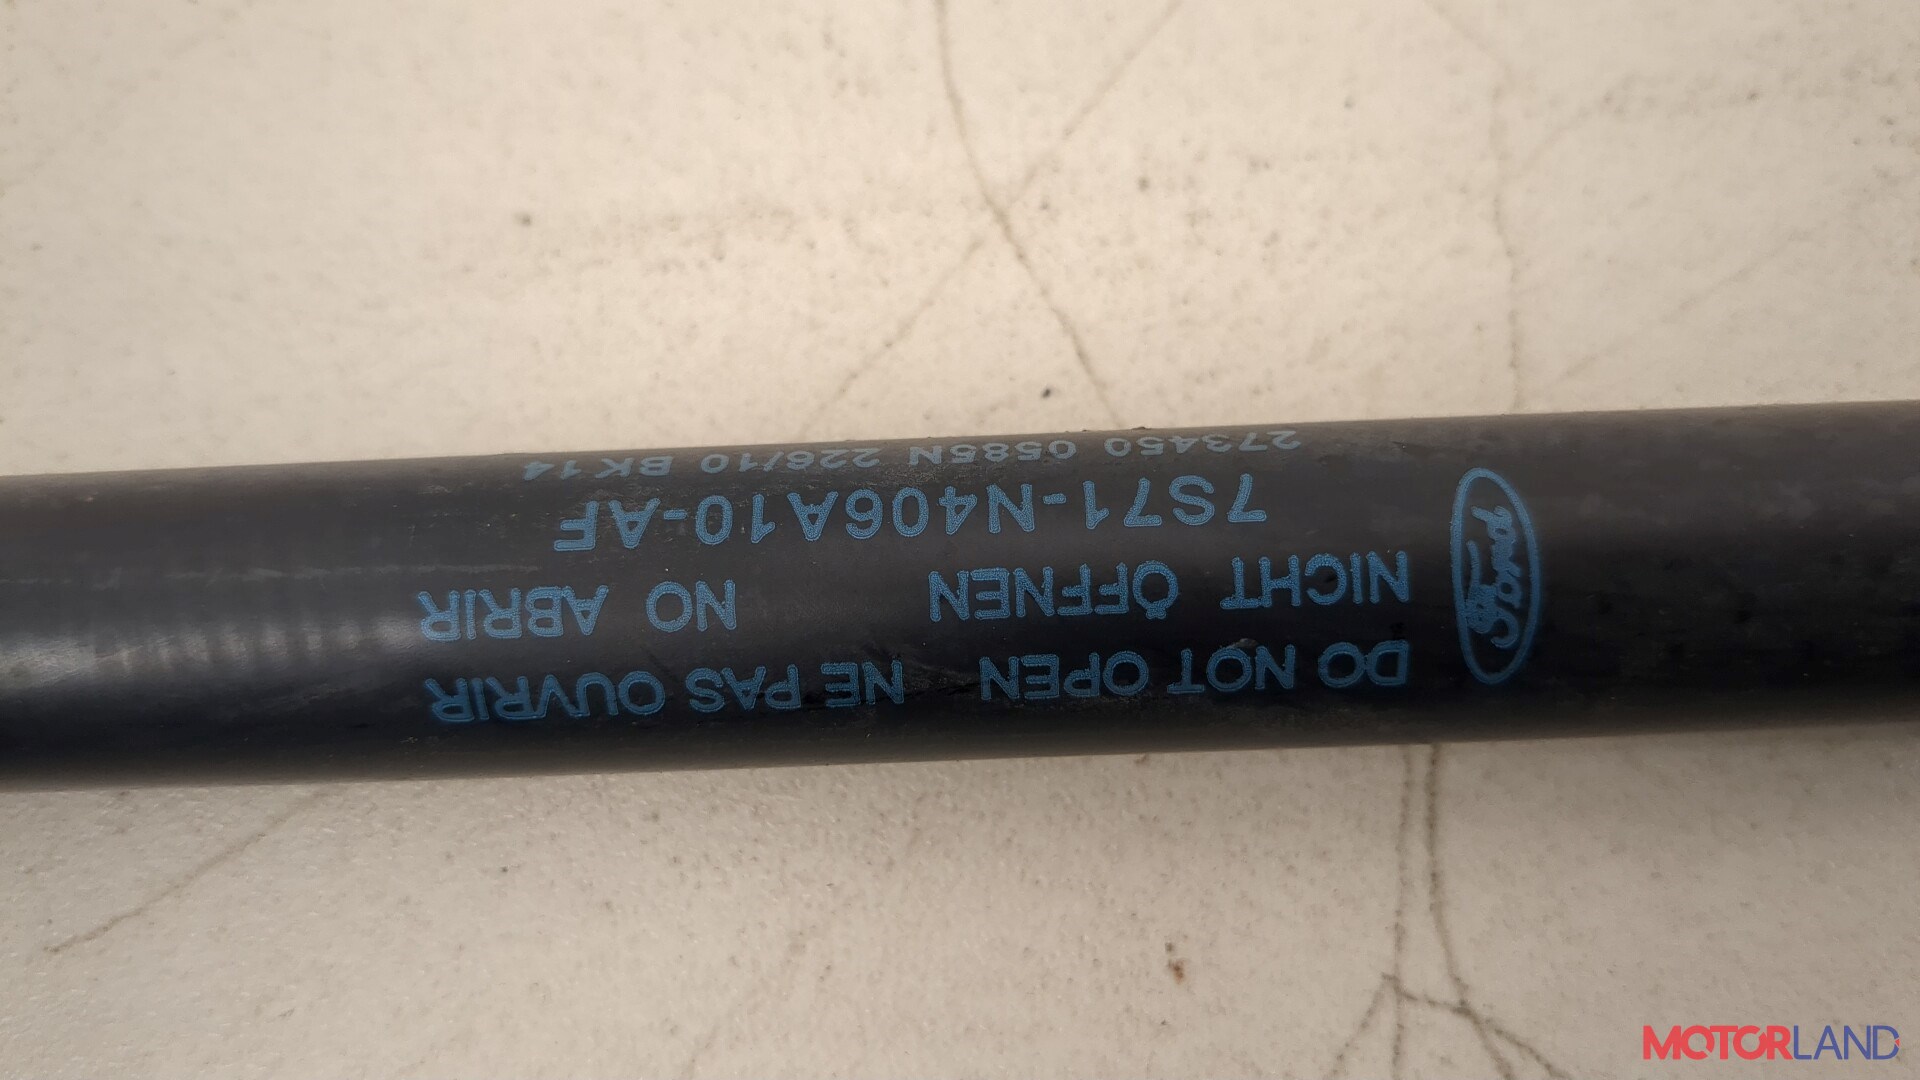 Ford
DO NOT OPEN NE PAS OUVRIR
NICHT ÖFFNEN NO ABRIR
7S71-N406A10-AF
273450 0585N 226/10 BK14
MOTORLAND